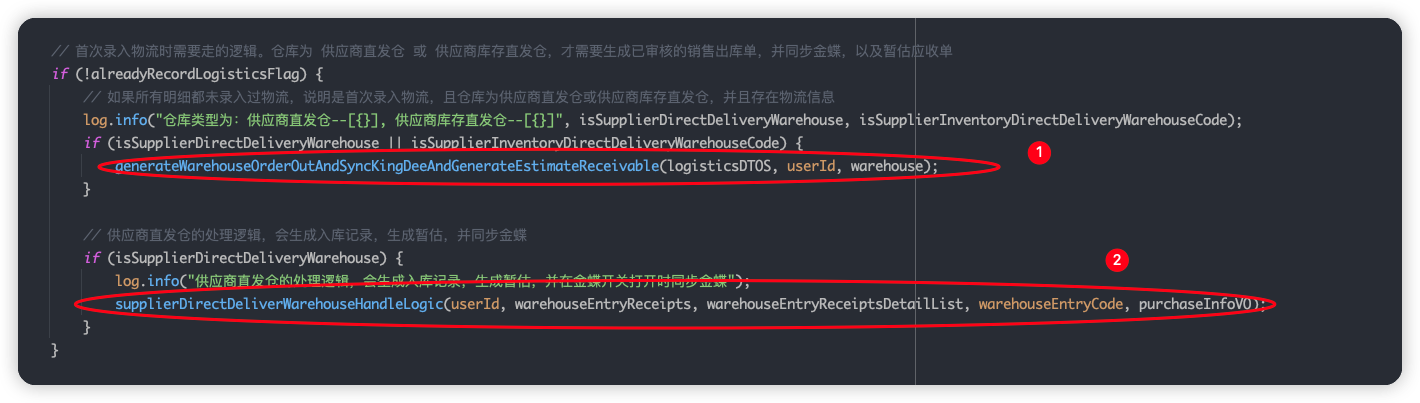 // 首次录入物流时需要走的逻辑。仓库为 供应商直发仓 或 供应商库存直发仓，才需要生成已审核的销售出库单，并同步金蝶，以及暂估应收单
if (!alreadyRecordLogisticsFlag) {
// 如果所有明细都未录入过物流，说明是首次录入物流，且仓库为供应商直发仓或供应商库存直发仓，并且存在物流信息
log.info("仓库类型为：供应商直发仓--[{}]，供应商库存直发仓--[{}]", isSupplierDirectDeliveryWarehouse, isSupplierInventoryDirectDeliveryWarehouseCode);
if (isSupplierDirectDeliveryWarehouse || isSupplierInventoryDirectDeliveryWarehouseCode) {
generateWarehouseOrderOutAndSyncKingDeeAndGenerateEstimateReceivable(logisticsDTOS, userId, warehouse);
1
}
// 供应商直发仓的处理逻辑，会生成入库记录，生成暂估，并同步金蝶
if (isSupplierDirectDeliveryWarehouse) {
2
log.info("供应商直发仓的处理逻辑，会生成入库记录，生成暂估，并在金蝶开关打开时同步金蝶");
supplierDirectDeliverWarehouseHandleLogic(userId, warehouseEntryReceipts, warehouseEntryReceiptsDetailList, warehouseEntryCode, purchaseInfoVO);
}
}